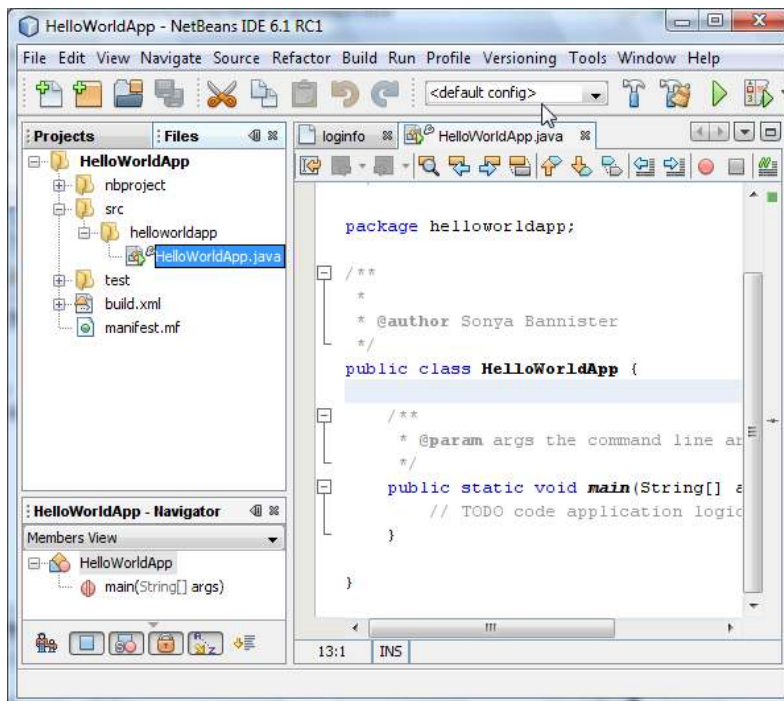 HelloWorldApp - NetBeans IDE 6.1 RC1
File Edit View Navigate Source Refactor Build Run Profile Versioning Tools Window Help
<default config>
Projects Files
HelloWorldApp
nbproject
src
helloworldapp
HelloWorldApp.java
test
build.xml
manifest.mf
HelloWorldApp - Navigator
Members View
HelloWorldApp
main(String[] args)
loginfo HelloWorldApp.java
package helloworldapp;
/**
*
* @author Sonya Bannister
*/
public class HelloWorldApp {
/**
* @param args the command line ar
*/
public static void main(String[] a
// TODO code application logic
}
}
13:1 INS